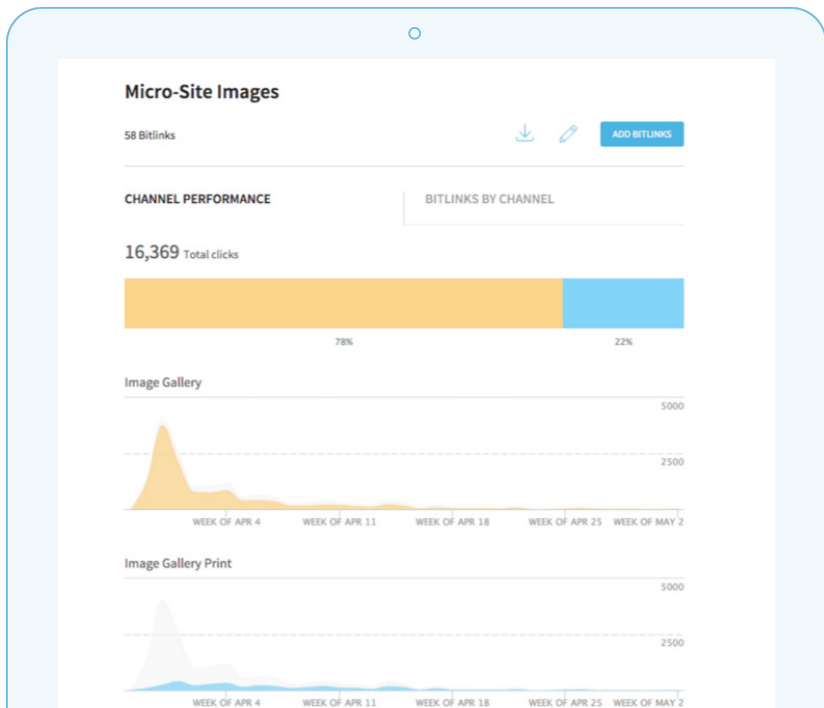 Micro-Site Images
58 Bitlinks
ADD BITLINKS
CHANNEL PERFORMANCE
BITLINKS BY CHANNEL
16,369 Total clicks
78% 22%
Image Gallery
5000
2500
WEEK OF APR 4 WEEK OF APR 11 WEEK OF APR 18 WEEK OF APR 25 WEEK OF MAY 2
Image Gallery Print
5000
2500
WEEK OF APR 4 WEEK OF APR 11 WEEK OF APR 18 WEEK OF APR 25 WEEK OF MAY 2